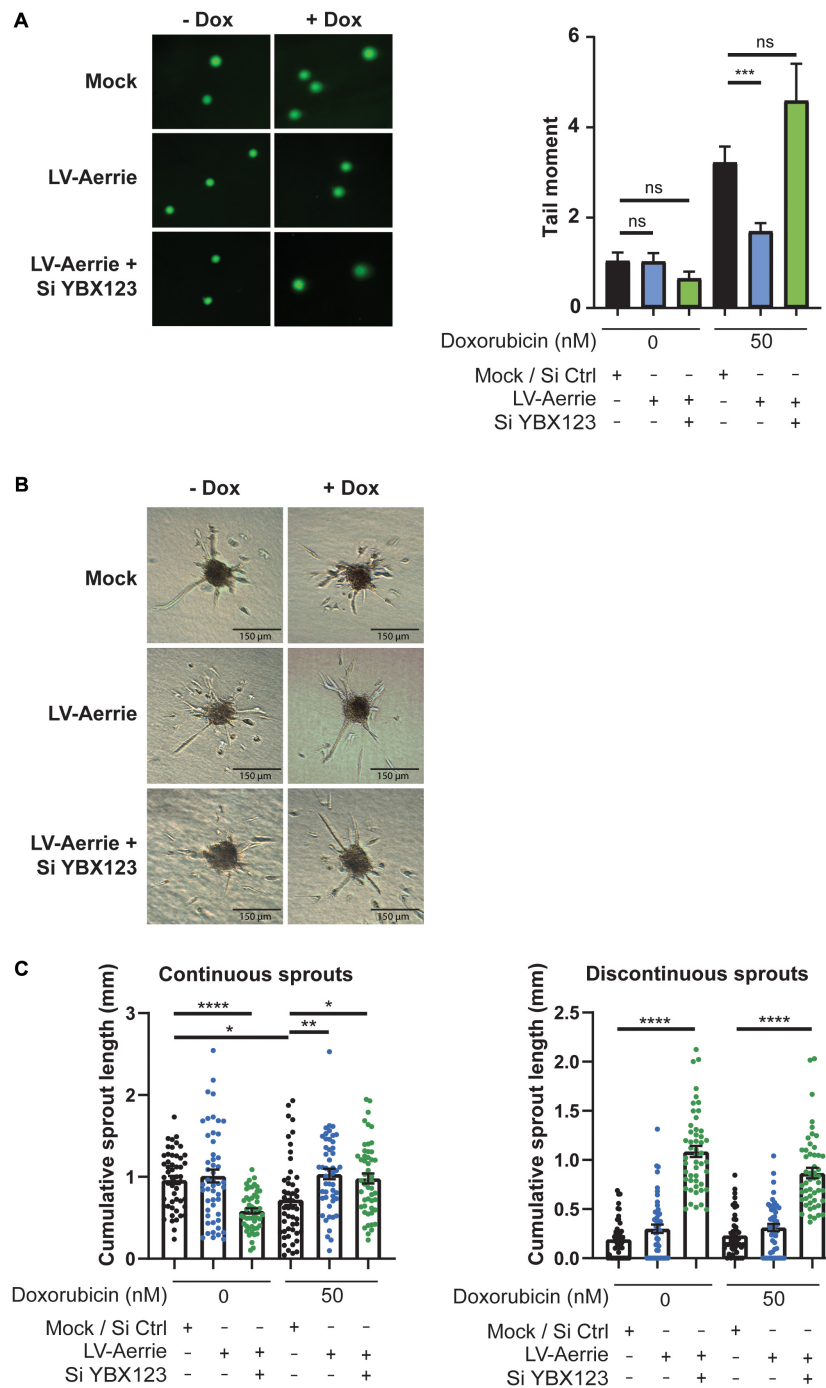 A
- Dox + Dox
Mock
LV-Aerrie
LV-Aerrie +
Si YBX123
Tail moment
6
4
2
0
ns
ns
ns
***
Doxorubicin (nM) 0 50
Mock / Si Ctrl + – – + – –
LV-Aerrie – + + – + +
Si YBX123 – – + – – +
B
- Dox + Dox
Mock
150 µm 150 µm
LV-Aerrie
150 µm 150 µm
LV-Aerrie +
Si YBX123
150 µm 150 µm
C
Continuous sprouts
Cumulative sprout length (mm)
3
2
1
0
**** *
* **
Doxorubicin (nM) 0 50
Mock / Si Ctrl + – – + – –
LV-Aerrie – + + – + +
Si YBX123 – – + – – +
Discontinuous sprouts
Cumulative sprout length (mm)
2.5
2.0
1.5
1.0
0.5
0.0
**** ****
Doxorubicin (nM) 0 50
Mock / Si Ctrl + – – + – –
LV-Aerrie – + + – + +
Si YBX123 – – + – – +